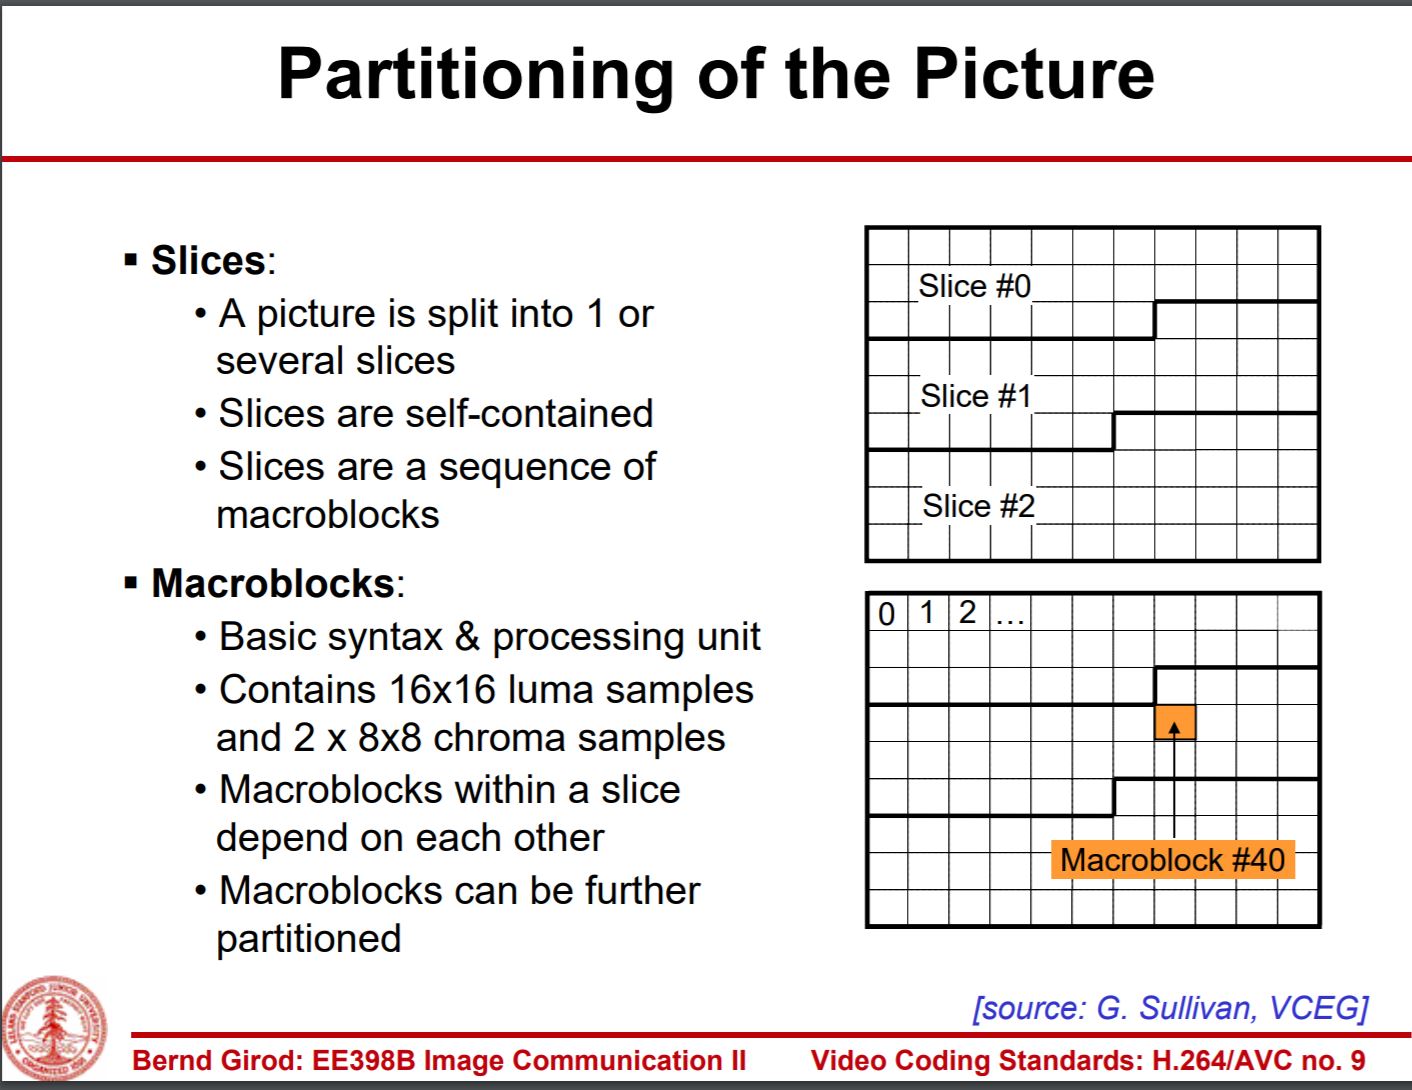 Partitioning of the Picture
▪ Slices:
• A picture is split into 1 or
several slices
• Slices are self-contained
• Slices are a sequence of
macroblocks
▪ Macroblocks:
• Basic syntax & processing unit
• Contains 16x16 luma samples
and 2 x 8x8 chroma samples
• Macroblocks within a slice
depend on each other
• Macroblocks can be further
partitioned
Slice #0
Slice #1
Slice #2
0 1 2 ...
Macroblock #40
[source: G. Sullivan, VCEG]
Bernd Girod: EE398B Image Communication II
Video Coding Standards: H.264/AVC no. 9